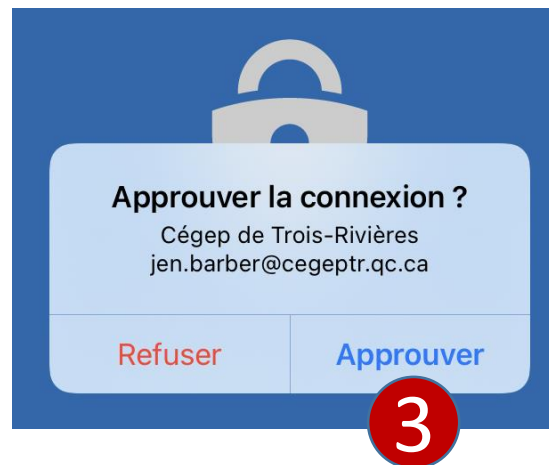 Approuver la connexion ?
Cégep de Trois-Rivières
jen.barber@cegeptr.qc.ca
Refuser Approuver
3